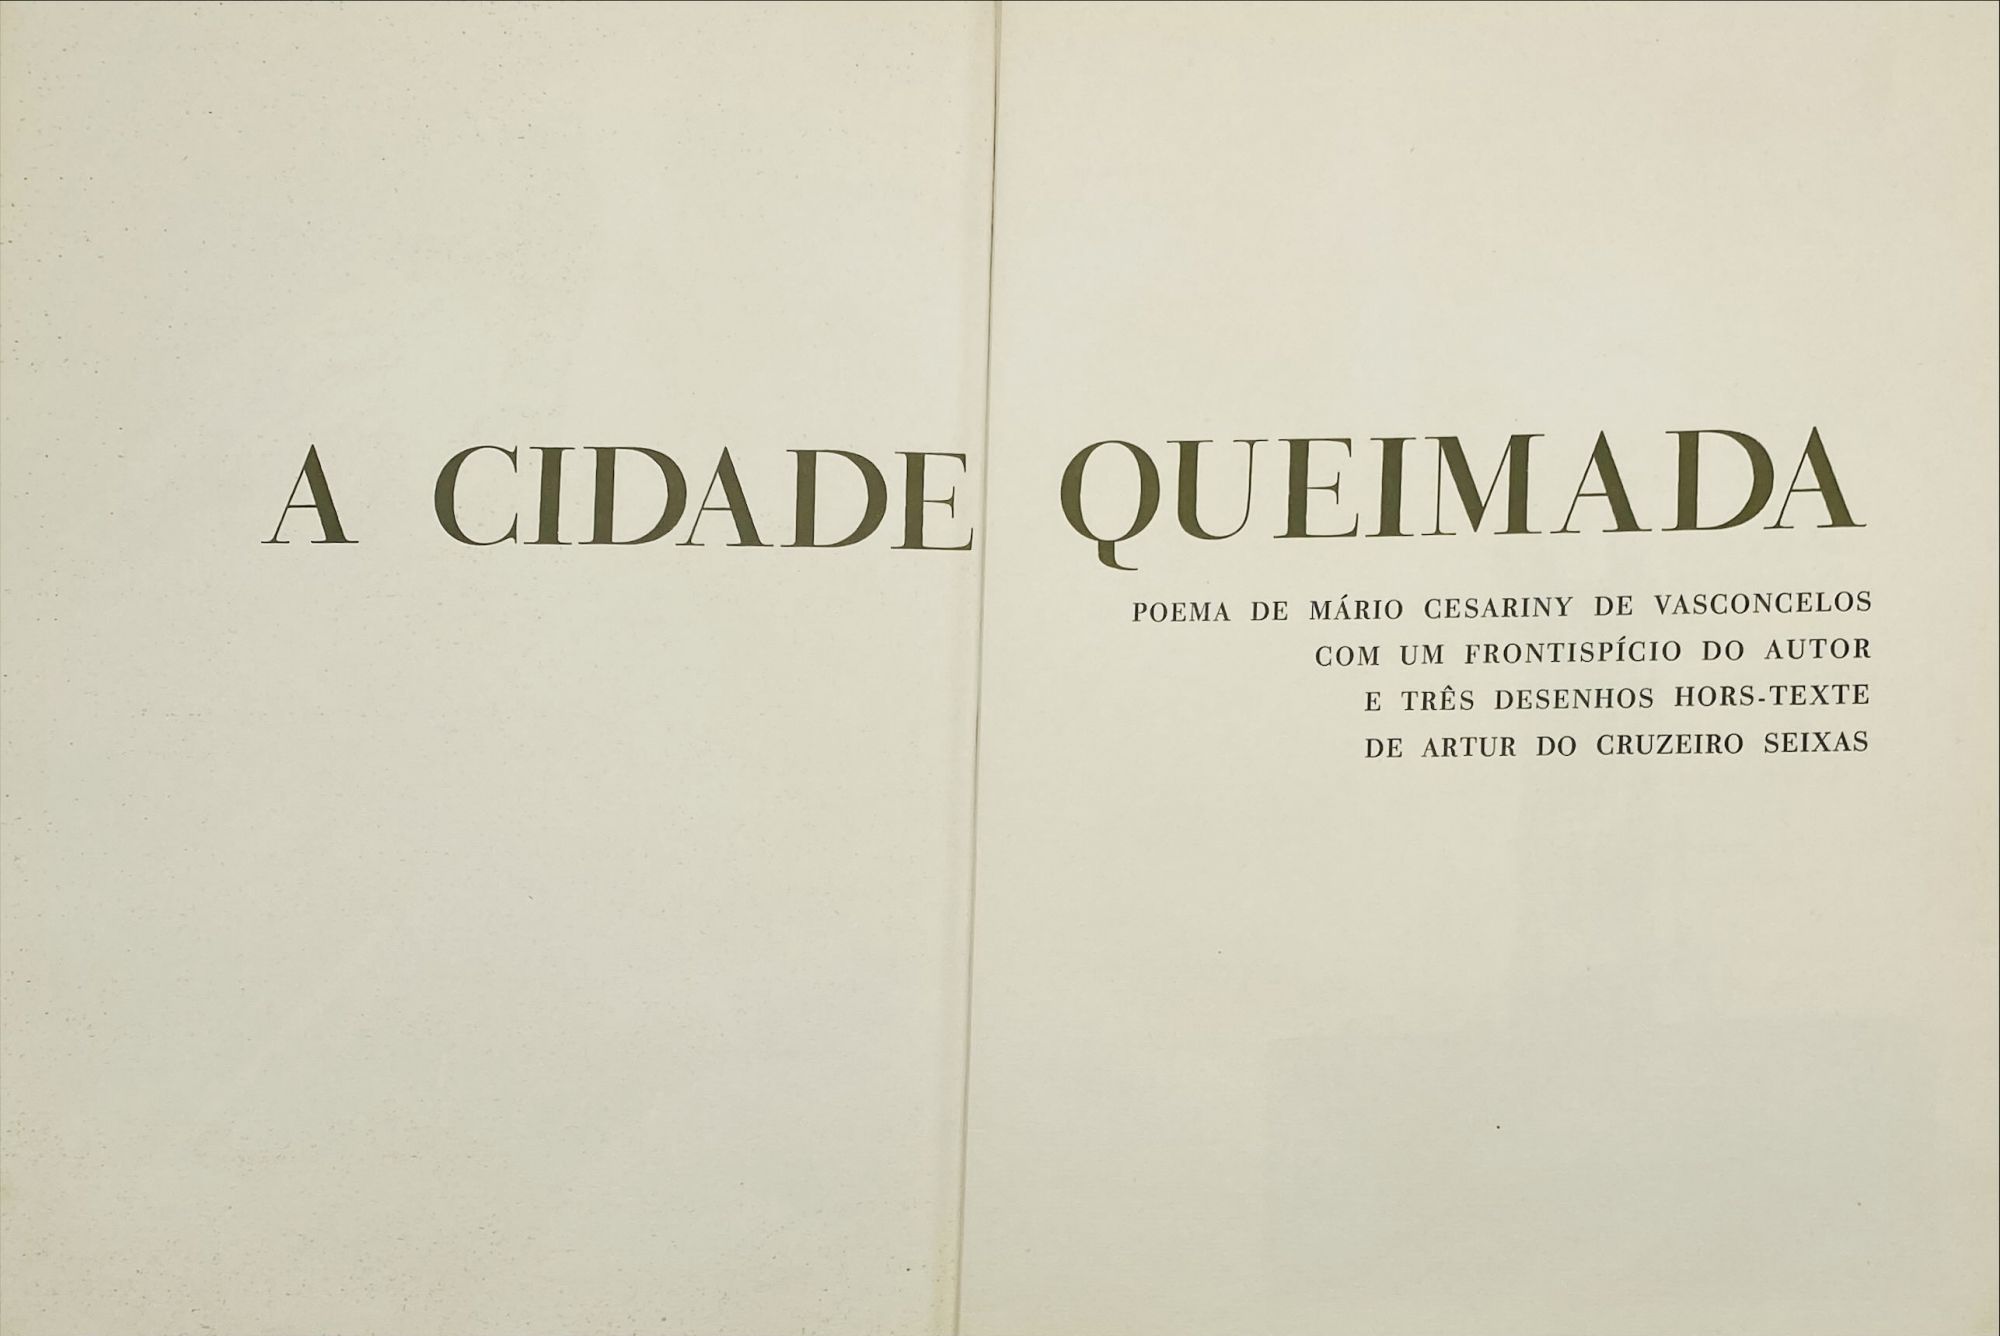 A CIDADE QUEIMADA
POEMA DE MÁRIO CESARINY DE VASCONCELOS
COM UM FRONTISPÍCIO DO AUTOR
E TRÊS DESENHOS HORS-TEXTE
DE ARTUR DO CRUZEIRO SEIXAS